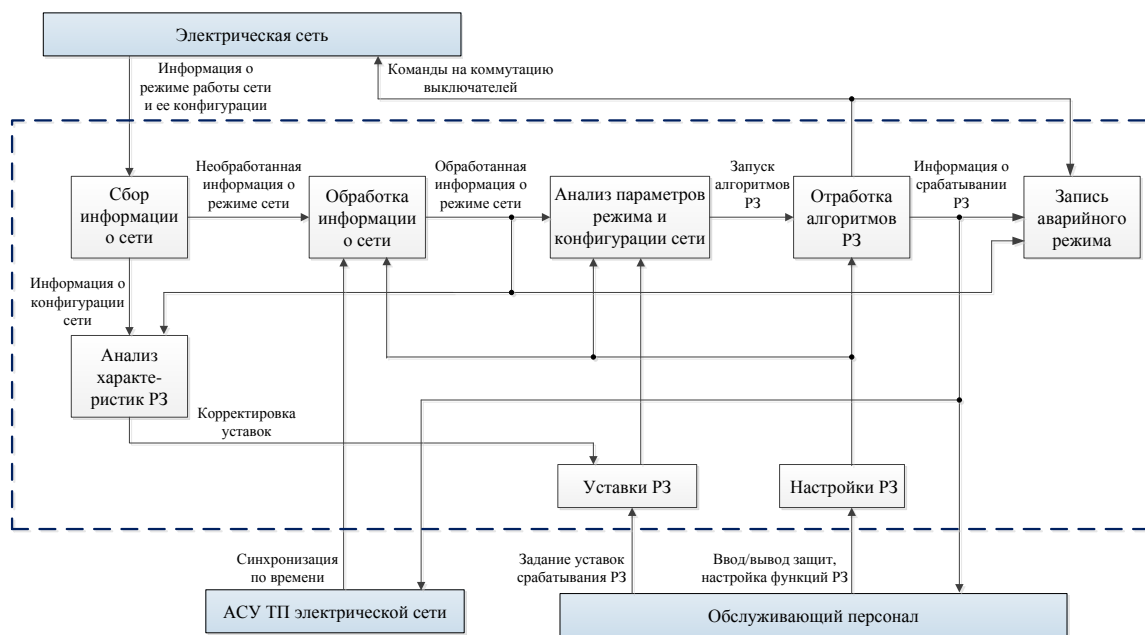 Электрическая сеть
Информация о
режиме работы сети
и ее конфигурации
Команды на коммутацию
выключателей
Необработанная
информация о
режиме сети
Обработанная
информация о
режиме сети
Запуск
алгоритмов
РЗ
Информация о
срабатывании
РЗ
Сбор
информации
о сети
Обработка
информации
о сети
Анализ параметров
режима и
конфигурации сети
Отработка
алгоритмов
РЗ
Запись
аварийного
режима
Информация о
конфигурации
сети
Анализ
характе-
ристик РЗ
Корректировка
уставок
Уставки РЗ
Настройки РЗ
Синхронизация
по времени
Задание уставок
срабатывания РЗ
Ввод/вывод защит,
настройка функций РЗ
АСУ ТП электрической сети
Обслуживающий персонал